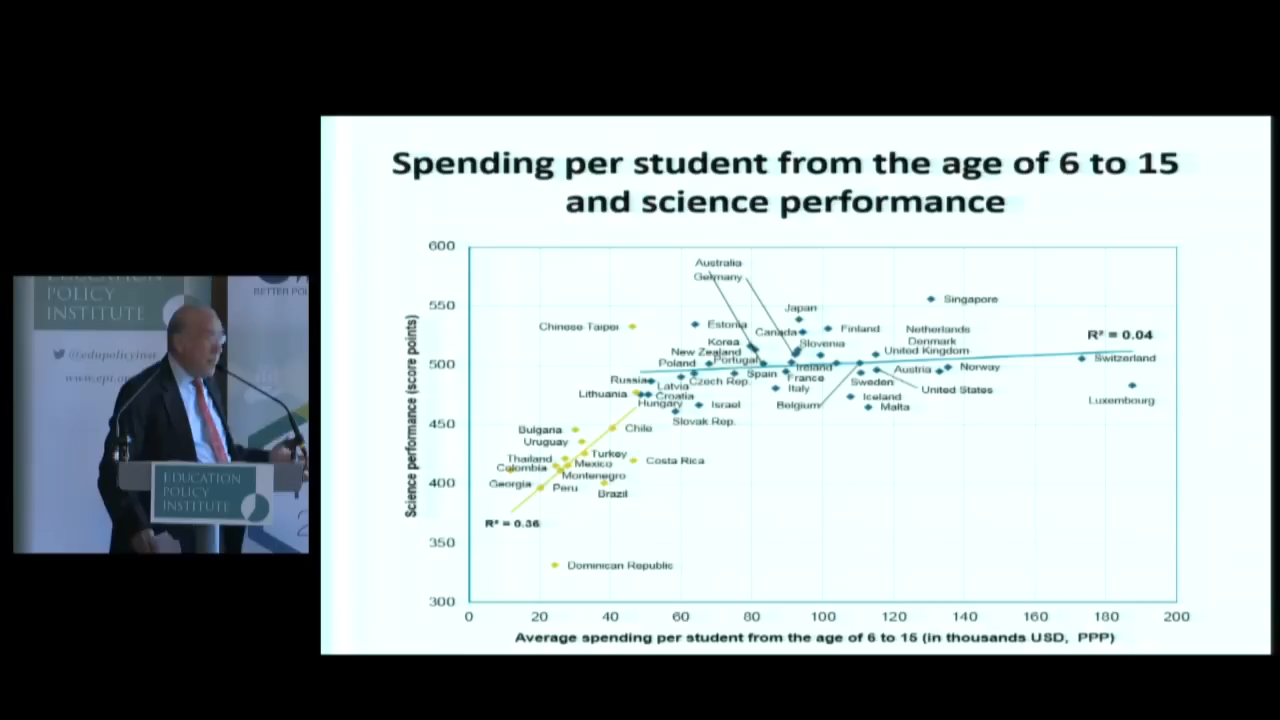 EDUCATION
POLICY
INSTITUTE
@edupolicyinst
BETTER POL
EDUCATION
POLICY
INSTITUTE
Spending per student from the age of 6 to 15
and science performance
Science performance (score points)
600
550
500
450
400
350
300
Australia
Germany
Japan
Singapore
Chinese Taipei
Estonia
Canada
Finland
Netherlands
Denmark
R² = 0.04
Korea
Slovenia
New Zealand
United Kingdom
Portugal
Poland
Ireland
Switzerland
Austria
Norway
Russia
Czech Rep.
Spain
France
Latvia
Sweden
Italy
United States
Lithuania
Croatia
Iceland
Luxembourg
Hungary
Israel
Belgium
Malta
Slovak Rep.
Bulgaria
Chile
Uruguay
Thailand
Turkey
Costa Rica
Colombia
Mexico
Montenegro
Georgia
Peru
Brazil
R² = 0.36
Dominican Republic
0 20 40 60 80 100 120 140 160 180 200
Average spending per student from the age of 6 to 15 (in thousands USD, PPP)